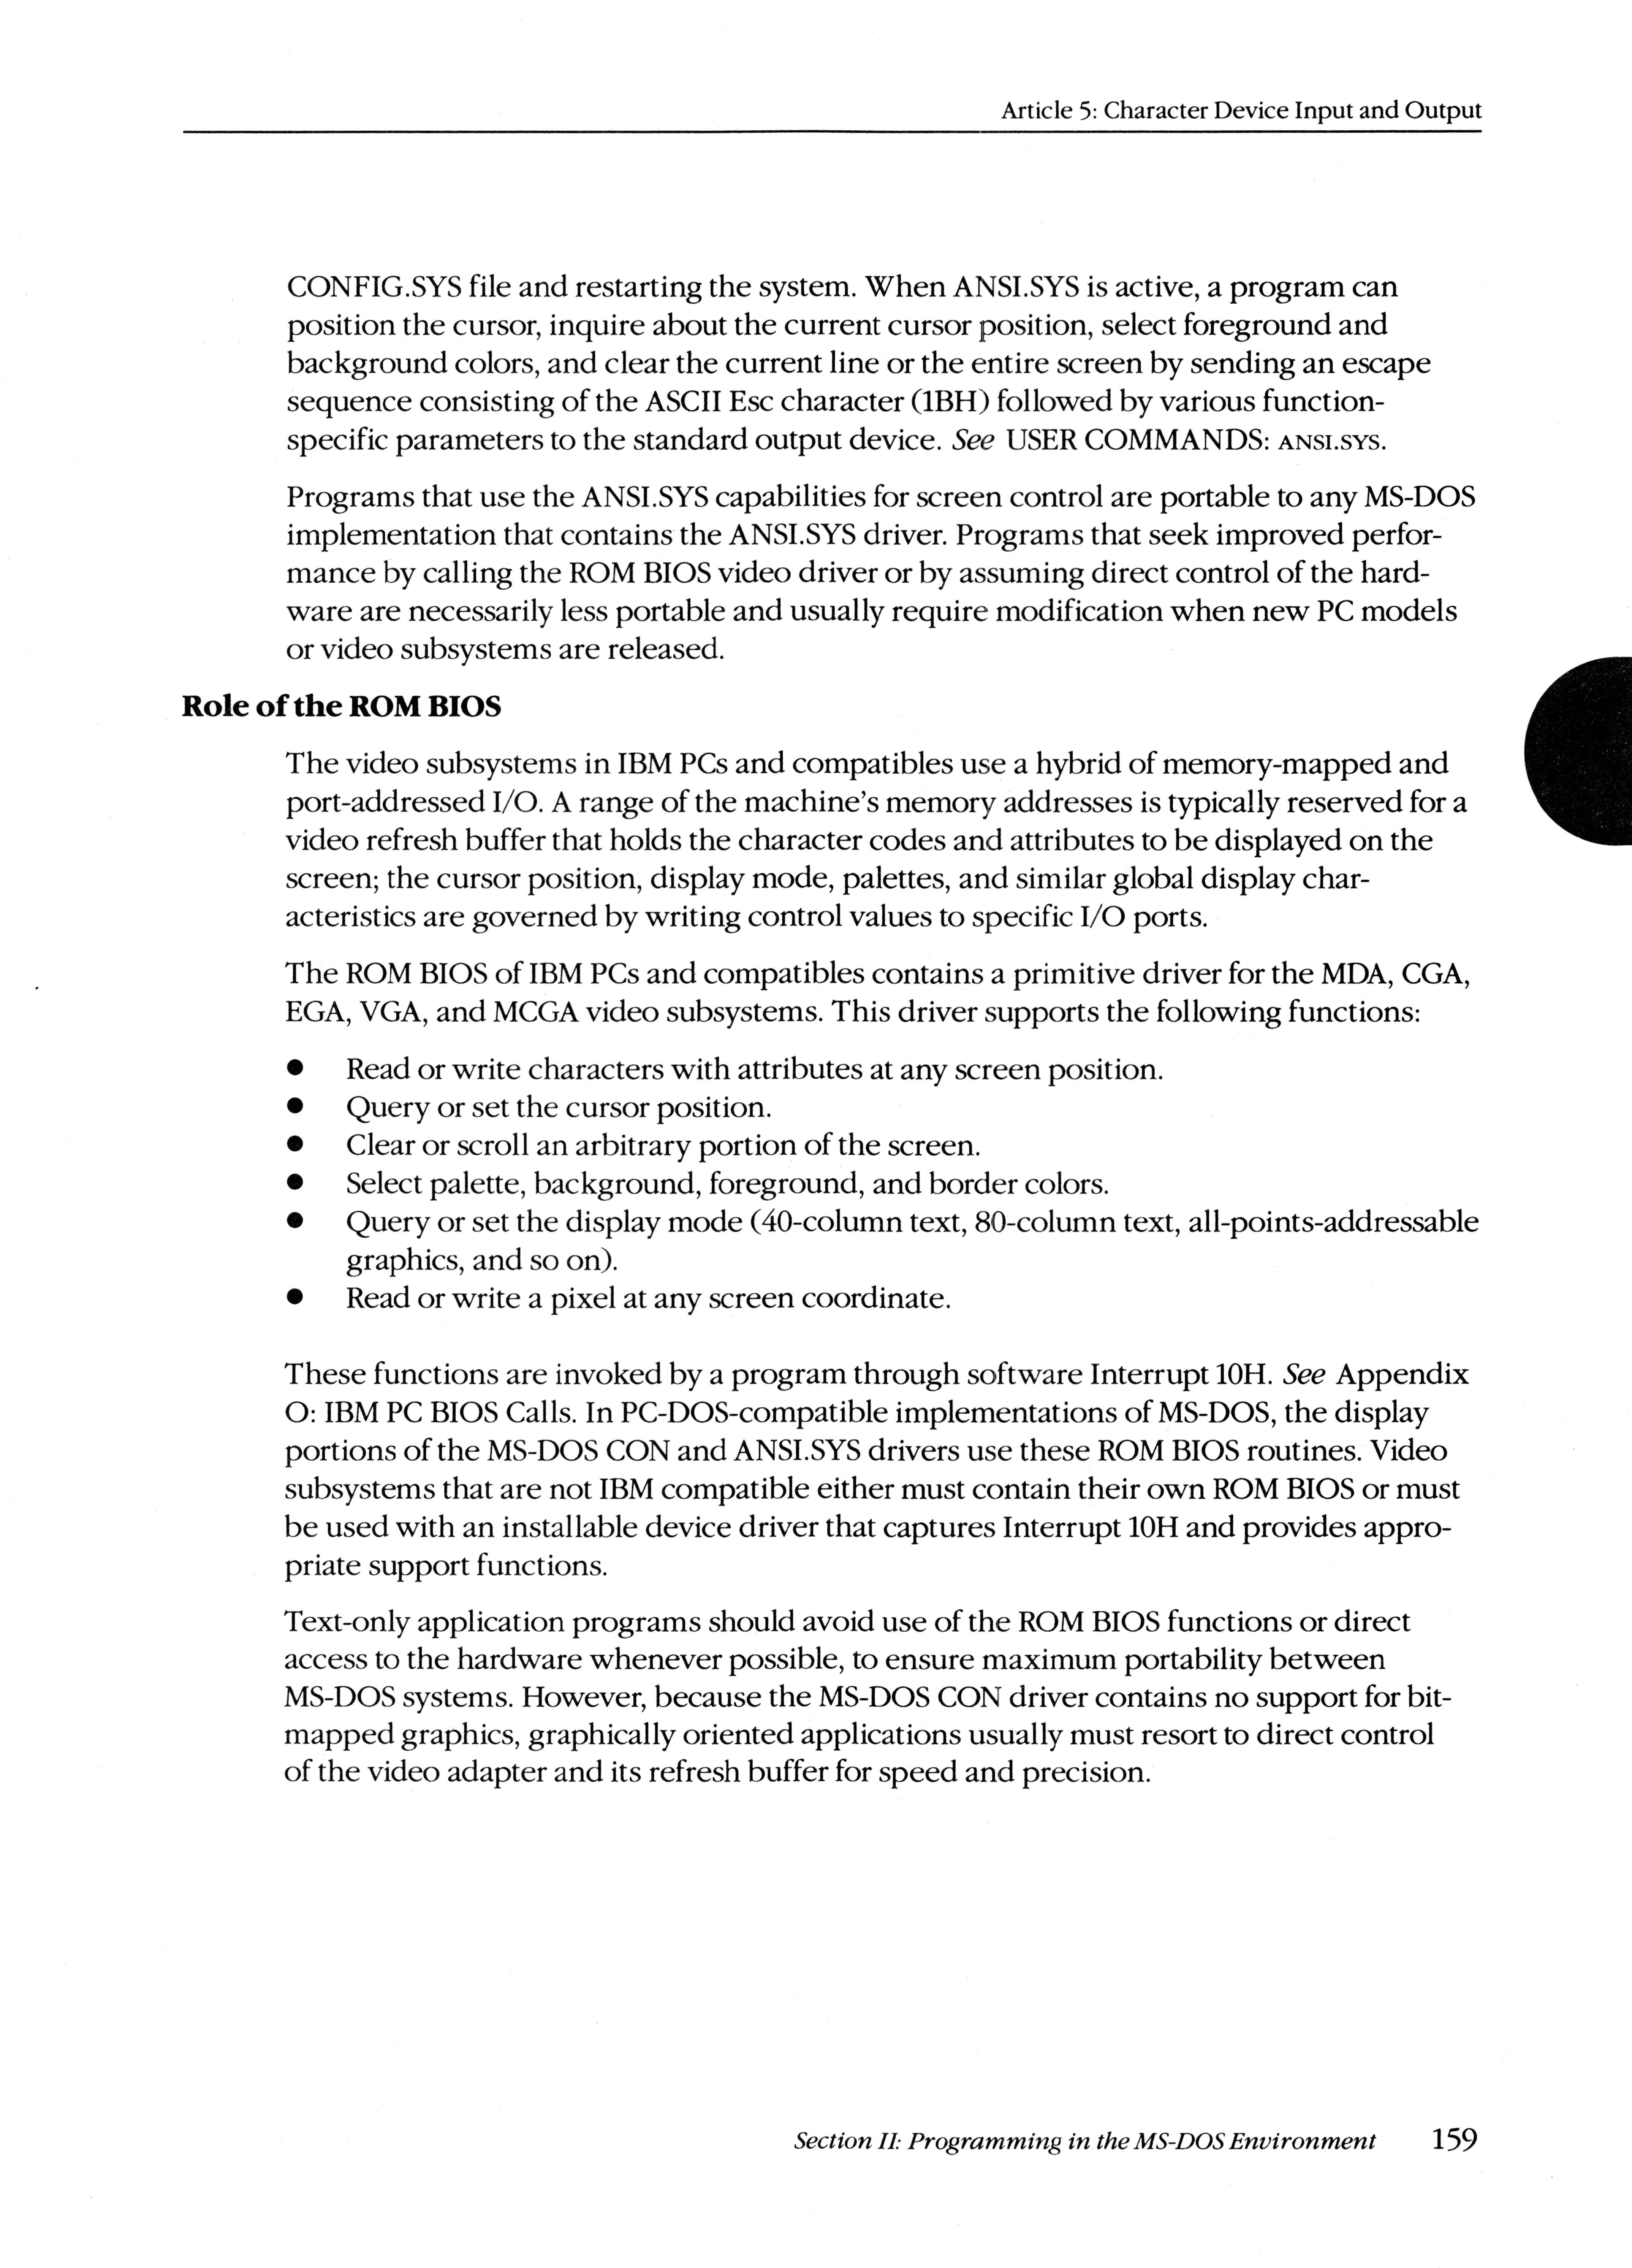 Article 5: Character Device Input and Output
CONFIG.SYS file and restarting the system. When ANSI.SYS is active, a program can
position the cursor, inquire about the current cursor position, select foreground and
background colors, and clear the current line or the entire screen by sending an escape
sequence consisting of the ASCII Esc character (1BH) followed by various function-
specific parameters to the standard output device. See USER COMMANDS: ANSI.SYS.
Programs that use the ANSI.SYS capabilities for screen control are portable to any MS-DOS
implementation that contains the ANSI.SYS driver. Programs that seek improved perfor-
mance by calling the ROM BIOS video driver or by assuming direct control of the hard-
ware are necessarily less portable and usually require modification when new PC models
or video subsystems are released.
Role of the ROM BIOS
The video subsystems in IBM PCs and compatibles use a hybrid of memory-mapped and
port-addressed I/O. A range of the machine's memory addresses is typically reserved for a
video refresh buffer that holds the character codes and attributes to be displayed on the
screen; the cursor position, display mode, palettes, and similar global display char-
acteristics are governed by writing control values to specific I/O ports.
The ROM BIOS of IBM PCs and compatibles contains a primitive driver for the MDA, CGA,
EGA, VGA, and MCGA video subsystems. This driver supports the following functions:
● Read or write characters with attributes at any screen position.
● Query or set the cursor position.
● Clear or scroll an arbitrary portion of the screen.
● Select palette, background, foreground, and border colors.
● Query or set the display mode (40-column text, 80-column text, all-points-addressable
graphics, and so on).
● Read or write a pixel at any screen coordinate.
These functions are invoked by a program through software Interrupt 10H. See Appendix
O: IBM PC BIOS Calls. In PC-DOS-compatible implementations of MS-DOS, the display
portions of the MS-DOS CON and ANSI.SYS drivers use these ROM BIOS routines. Video
subsystems that are not IBM compatible either must contain their own ROM BIOS or must
be used with an installable device driver that captures Interrupt 10H and provides appro-
priate support functions.
Text-only application programs should avoid use of the ROM BIOS functions or direct
access to the hardware whenever possible, to ensure maximum portability between
MS-DOS systems. However, because the MS-DOS CON driver contains no support for bit-
mapped graphics, graphically oriented applications usually must resort to direct control
of the video adapter and its refresh buffer for speed and precision.
Section II: Programming in the MS-DOS Environment 159